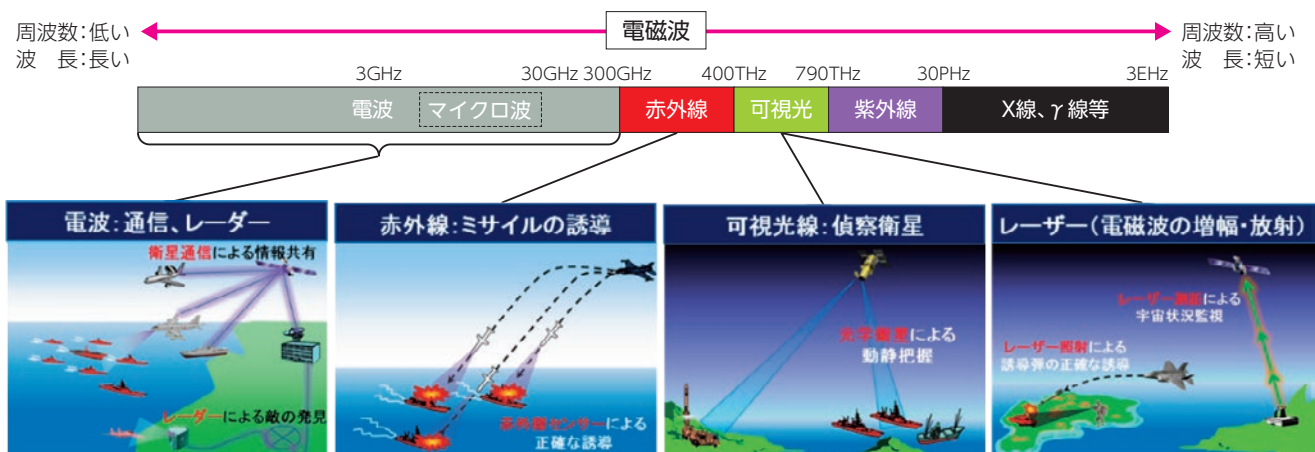 電磁波
周波数:低い
波　長:長い
周波数:高い
波　長:短い
3GHz
30GHz
300GHz
400THz
790THz
30PHz
3EHz
電波
マイクロ波
赤外線
可視光
紫外線
X線、γ線等
電波:通信、レーダー
衛星通信による情報共有
レーダーによる敵の発見
赤外線:ミサイルの誘導
赤外線センサーによる
正確な誘導
可視光線:偵察衛星
光学衛星による
動静把握
レーザー(電磁波の増幅・放射)
レーザー測距による
宇宙状況監視
レーザー照射による
誘導弾の正確な誘導